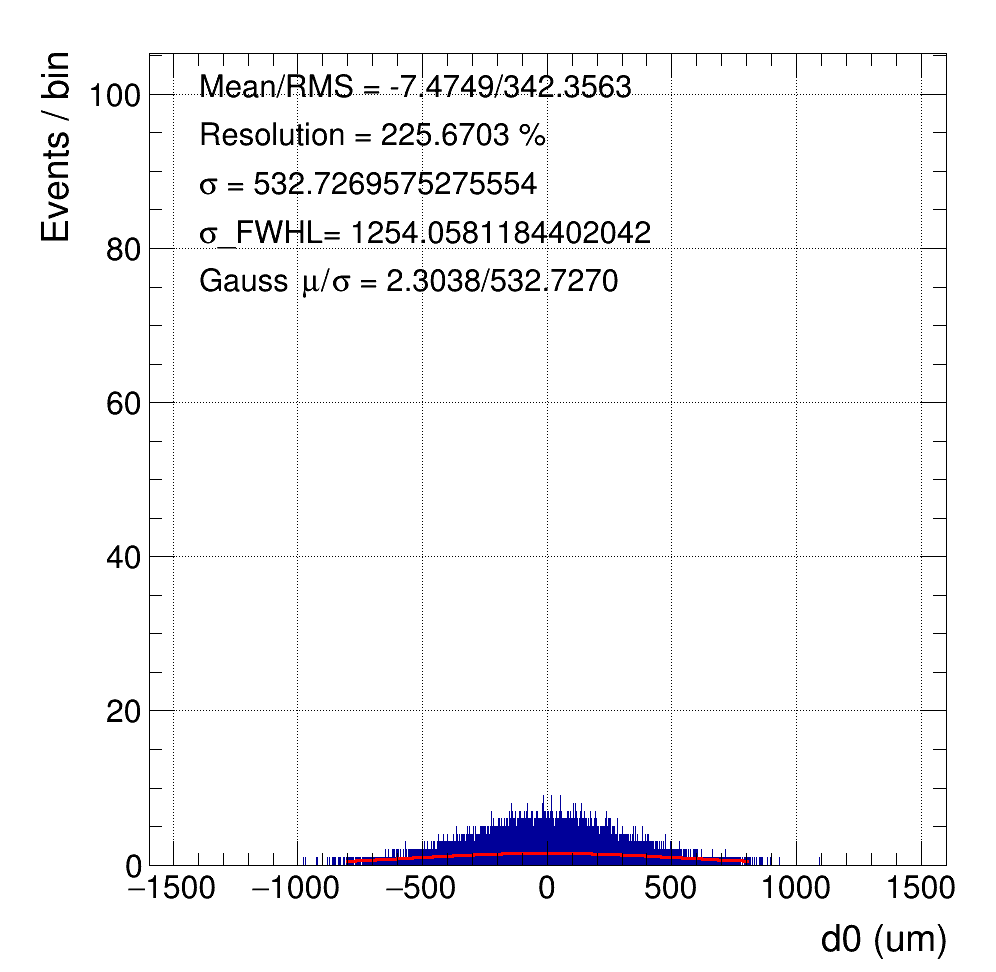 Events / bin
100
80
60
40
20
0
Mean/RMS = -7.4749/342.3563
Resolution = 225.6703 %
σ = 532.7269575275554
σ_FWHL= 1254.0581184402042
Gauss μ/σ = 2.3038/532.7270
−1500 −1000 −500 0 500 1000 1500
d0 (um)